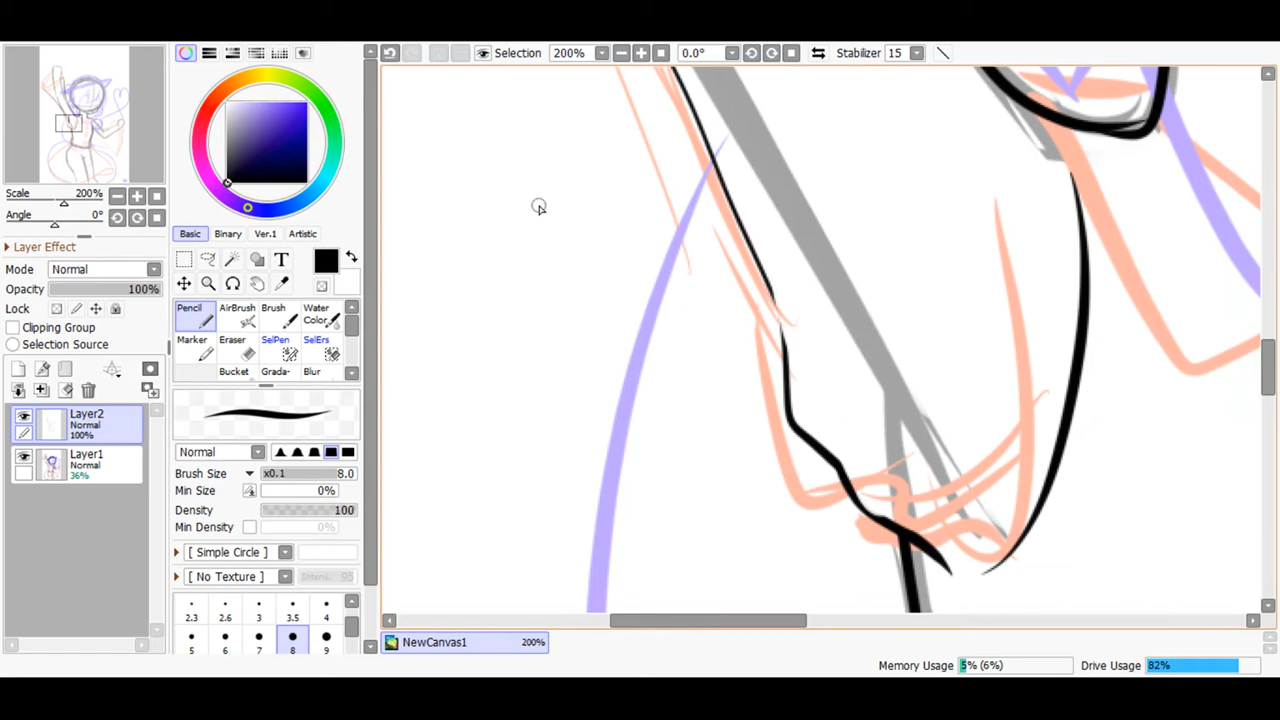 Selection 200% 0.0° Stabilizer 15
Scale 200%
Angle 0°
Layer Effect
Mode Normal
Opacity 100%
Lock
Clipping Group
Selection Source
Layer2
Normal
100%
Layer1
Normal
36%
Basic Binary Ver.1 Artistic
T
Pencil AirBrush Brush Water Color
Marker Eraser SelPen SelErs
Bucket Grada- Blur
Normal
Brush Size x0.1 8.0
Min Size 0%
Density 100
Min Density 0%
[ Simple Circle ]
[ No Texture ] Intens. 95
2.3 2.6 3 3.5 4
5 6 7 8 9
NewCanvas1 200%
Memory Usage 5% (6%) Drive Usage 82%